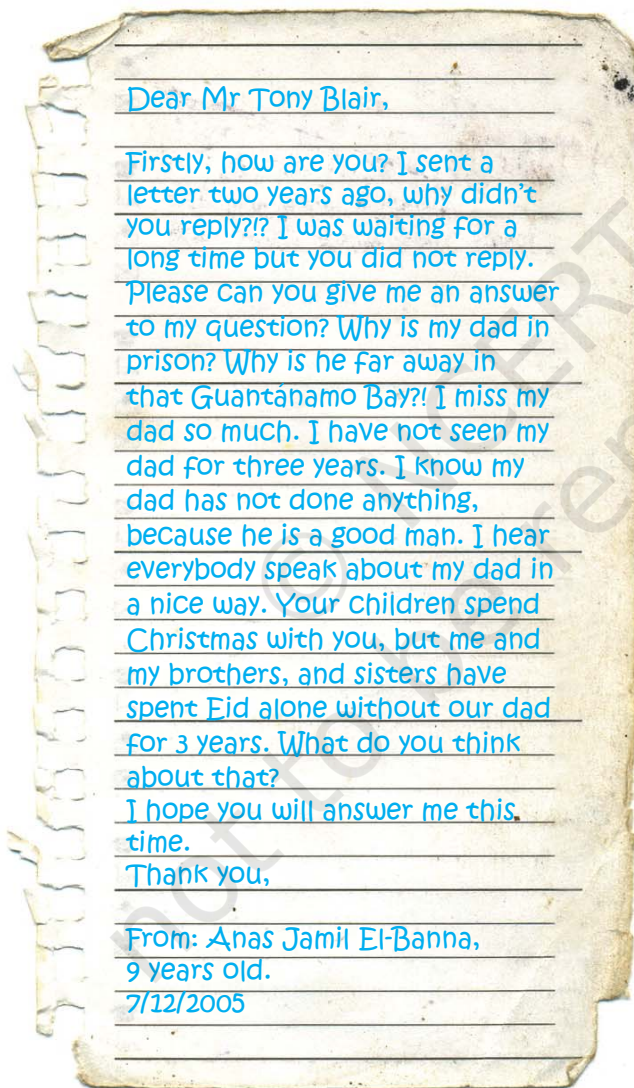 Dear Mr Tony Blair,
Firstly, how are you? I sent a
letter two years ago, why didn't
you reply?!? I was waiting for a
long time but you did not reply.
Please can you give me an answer
to my question? Why is my dad in
prison? Why is he far away in
that Guantánamo Bay?! I miss my
dad so much. I have not seen my
dad for three years. I know my
dad has not done anything,
because he is a good man. I hear
everybody speak about my dad in
a nice way. Your children spend
Christmas with you, but me and
my brothers, and sisters have
spent Eid alone without our dad
for 3 years. What do you think
about that?
I hope you will answer me this
time.
Thank you,
From: Anas Jamil El-Banna,
9 years old.
7/12/2005
© NCERT
not to be re